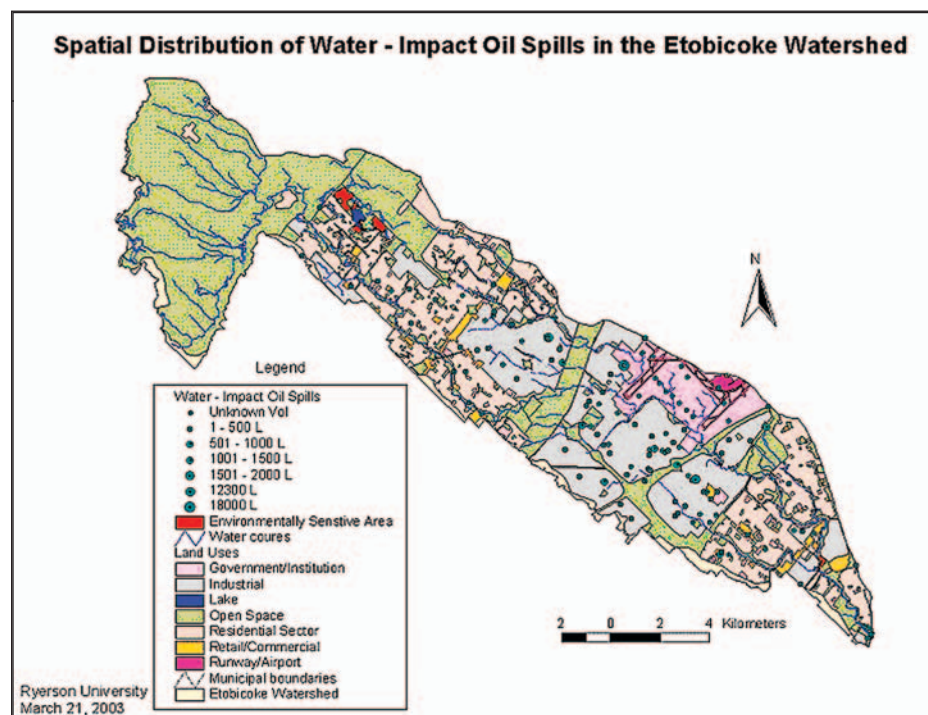 Spatial Distribution of Water - Impact Oil Spills in the Etobicoke Watershed
N
Legend
Water - Impact Oil Spills
Unknown Vol
1 - 500 L
501 - 1000 L
1001 - 1500 L
1501 - 2000 L
12300 L
18000 L
Environmentally Senstive Area
Water coures
Land Uses
Government/Institution
Industrial
Lake
Open Space
Residential Sector
Retail/Commercial
Runway/Airport
Municipal boundaries
Etobicoke Watershed
2 0 2 4 Kilometers
Ryerson University
March 21, 2003